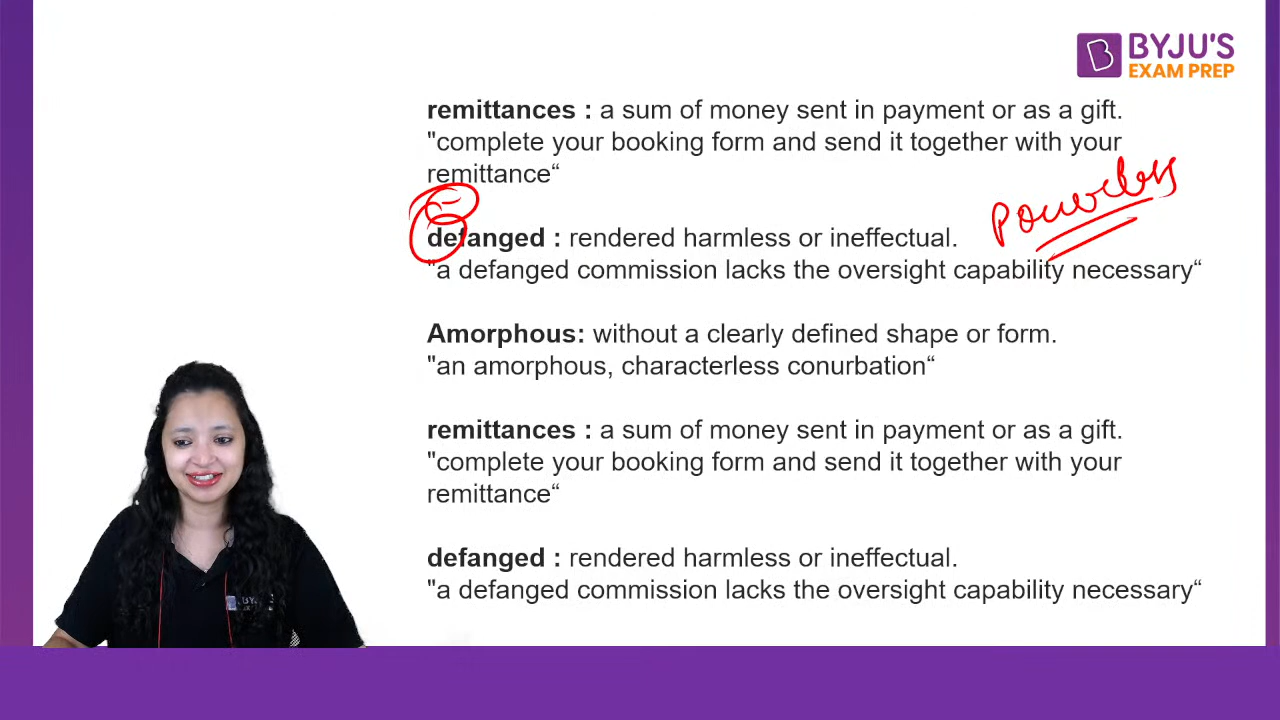 BYJU'S
EXAM PREP
remittances : a sum of money sent in payment or as a gift.
"complete your booking form and send it together with your
remittance“
Powerless
defanged : rendered harmless or ineffectual.
"a defanged commission lacks the oversight capability necessary“
Amorphous: without a clearly defined shape or form.
"an amorphous, characterless conurbation“
remittances : a sum of money sent in payment or as a gift.
"complete your booking form and send it together with your
remittance“
defanged : rendered harmless or ineffectual.
"a defanged commission lacks the oversight capability necessary“